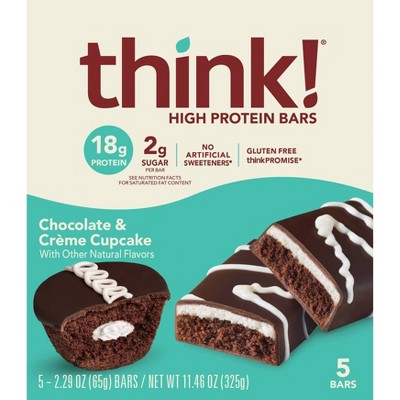 think!
HIGH PROTEIN BARS
18g
PROTEIN
2g
SUGAR
PER BAR
SEE NUTRITION FACTS
FOR SATURATED FAT CONTENT
NO
ARTIFICIAL
SWEETENERS*
GLUTEN FREE
thinkPROMISE*
Chocolate &
Crème Cupcake
With Other Natural Flavors
5
BARS
5 – 2.29 OZ (65g) BARS / NET WT 11.46 OZ (325g)